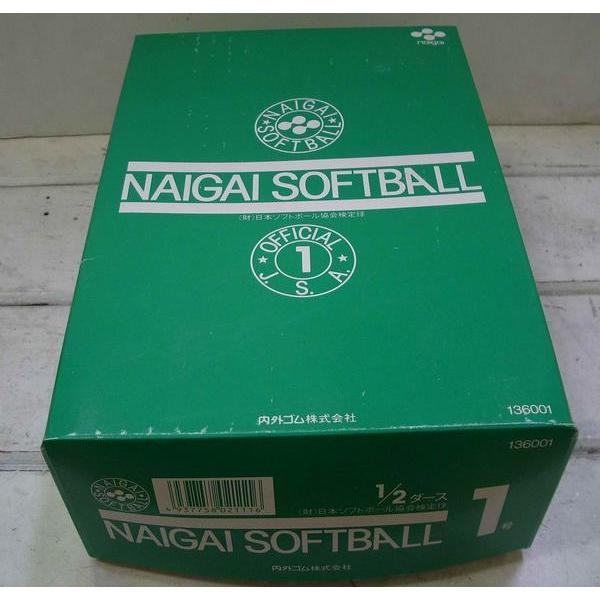 naigai
NAIGAI
SOFTBALL
NAIGAI SOFTBALL
(財)日本ソフトボール協会検定球
OFFICIAL
1
J. S. A.
内外ゴム株式会社
136001
136001
NAIGAI
SOFTBALL
4937758021116
1/2 ダース
(財)日本ソフトボール協会検定球
NAIGAI SOFTBALL
1号
内外ゴム株式会社